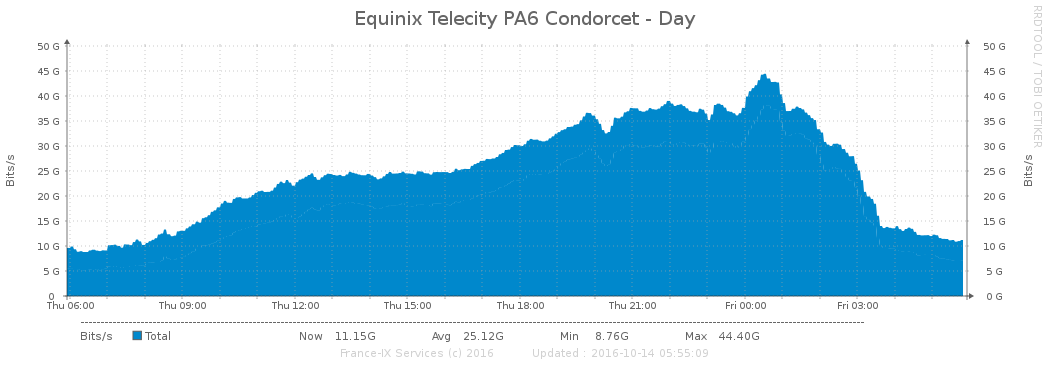 Equinix Telecity PA6 Condorcet - Day
RRDTOOL / TOBI OETIKER
Bits/s
50 G
45 G
40 G
35 G
30 G
25 G
20 G
15 G
10 G
5 G
0
50 G
45 G
40 G
35 G
30 G
25 G
20 G
15 G
10 G
5 G
0 G
Bits/s
Thu 06:00 Thu 09:00 Thu 12:00 Thu 15:00 Thu 18:00 Thu 21:00 Fri 00:00 Fri 03:00
Bits/s Total Now 11.15G Avg 25.12G Min 8.76G Max 44.40G
France-IX Services (c) 2016 Updated : 2016-10-14 05:55:09